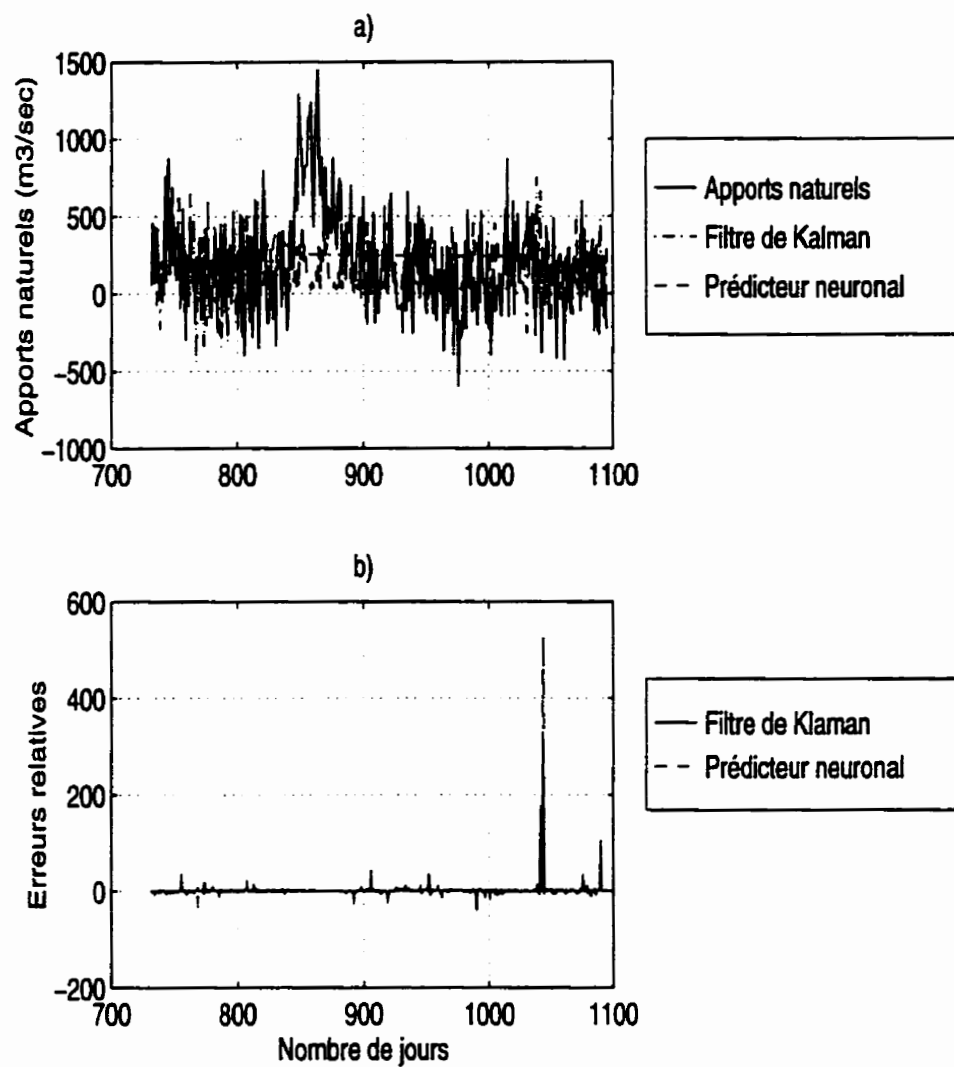 a)
Apports naturels (m3/sec)
1500
1000
500
0
−500
−1000
700
800
900
1000
1100
Apports naturels
Filtre de Kalman
Prédicteur neuronal
b)
Erreurs relatives
600
400
200
0
−200
700
800
900
1000
1100
Nombre de jours
Filtre de Klaman
Prédicteur neuronal